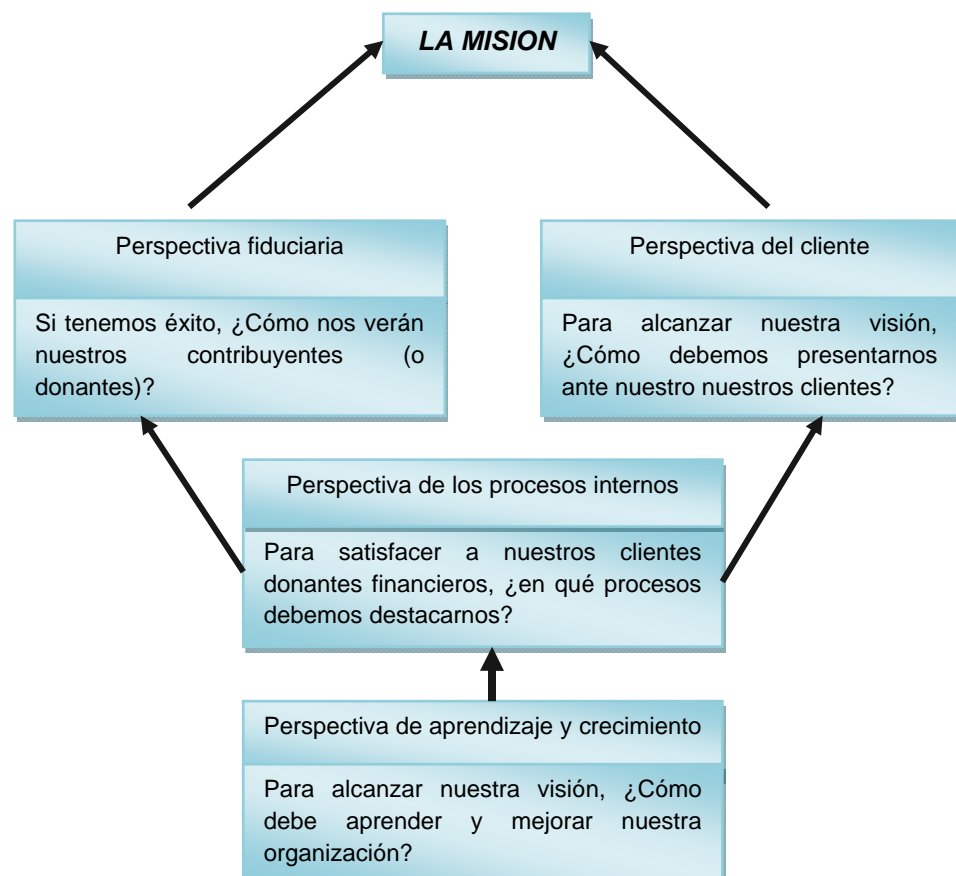 LA MISION
Perspectiva fiduciaria
Si tenemos éxito, ¿Cómo nos verán
nuestros contribuyentes (o
donantes)?
Perspectiva del cliente
Para alcanzar nuestra visión,
¿Cómo debemos presentarnos
ante nuestro nuestros clientes?
Perspectiva de los procesos internos
Para satisfacer a nuestros clientes
donantes financieros, ¿en qué procesos
debemos destacarnos?
Perspectiva de aprendizaje y crecimiento
Para alcanzar nuestra visión, ¿Cómo
debe aprender y mejorar nuestra
organización?